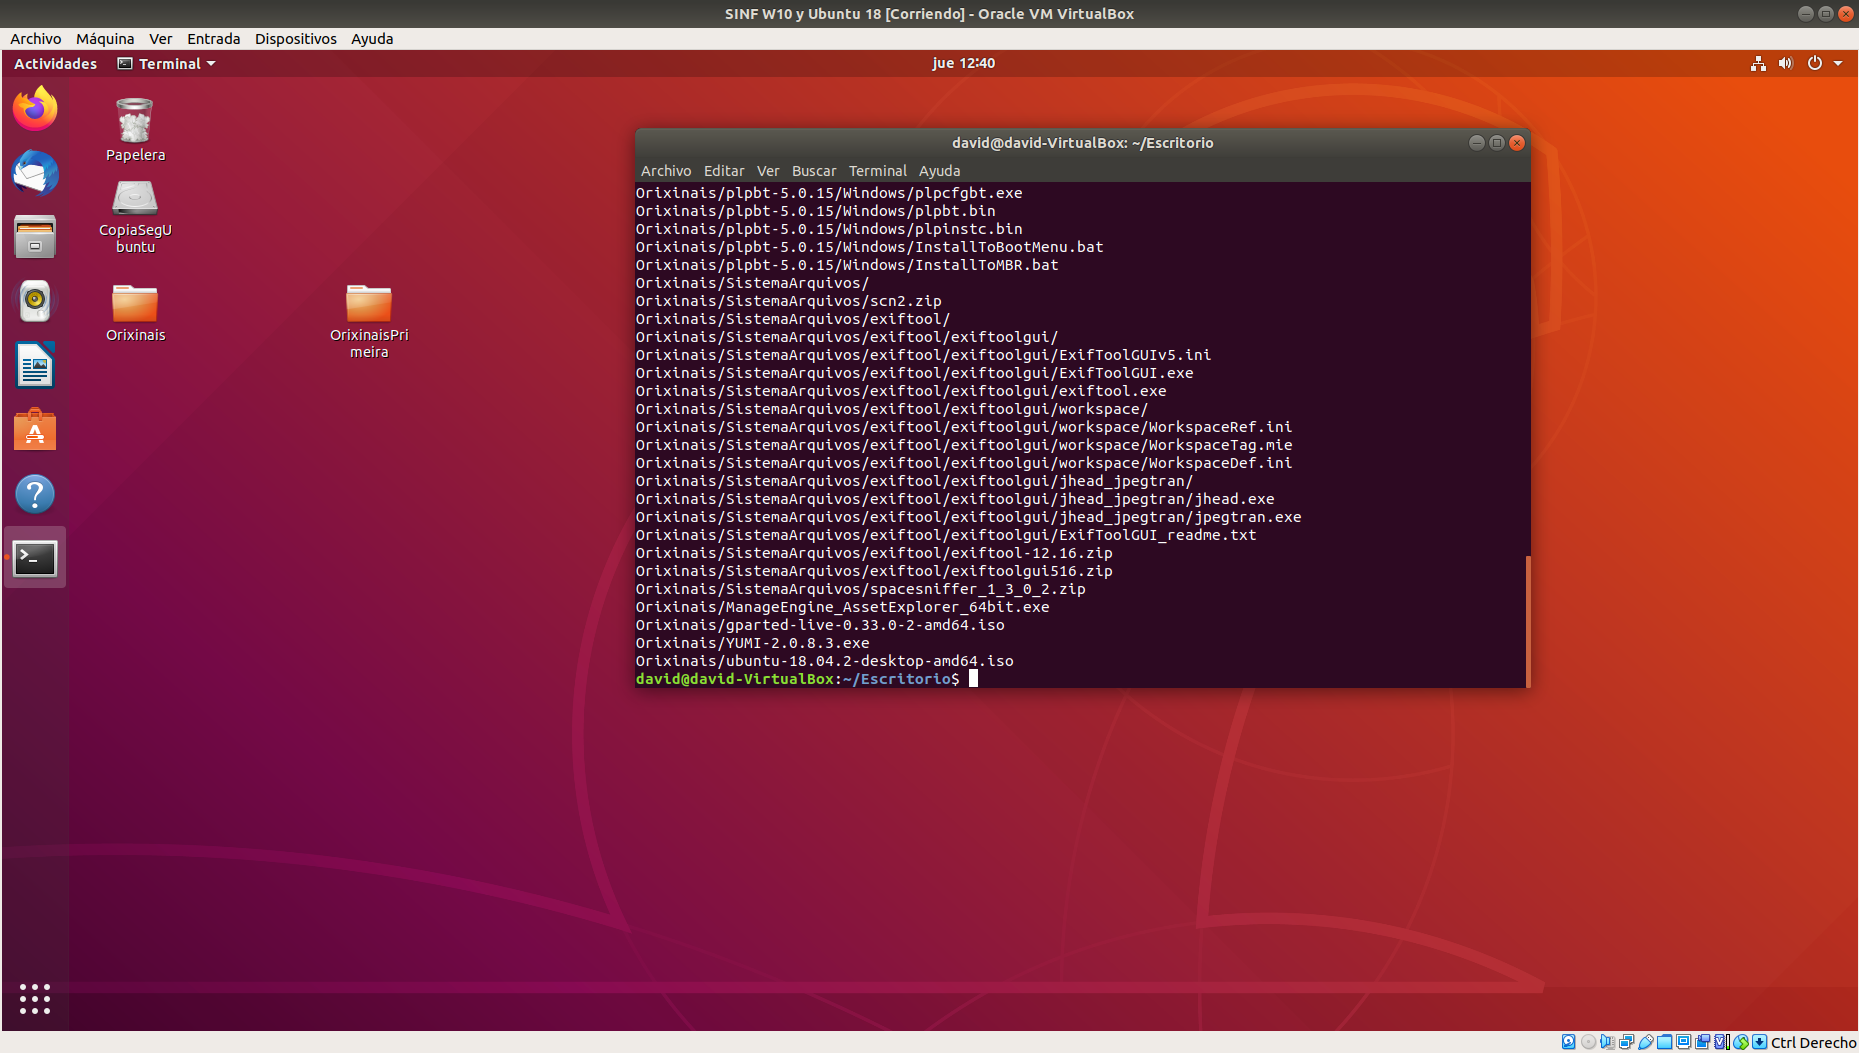 SINF W10 y Ubuntu 18 [Corriendo] - Oracle VM VirtualBox
Archivo Máquina Ver Entrada Dispositivos Ayuda
Actividades Terminal jue 12:40
Papelera
CopiaSegU
buntu
Orixinais
OrixinaisPri
meira
david@david-VirtualBox: ~/Escritorio
Archivo Editar Ver Buscar Terminal Ayuda
Orixinais/plpbt-5.0.15/Windows/plpcfgbt.exe
Orixinais/plpbt-5.0.15/Windows/plpbt.bin
Orixinais/plpbt-5.0.15/Windows/plpinstc.bin
Orixinais/plpbt-5.0.15/Windows/InstallToBootMenu.bat
Orixinais/plpbt-5.0.15/Windows/InstallToMBR.bat
Orixinais/SistemaArquivos/
Orixinais/SistemaArquivos/scn2.zip
Orixinais/SistemaArquivos/exiftool/
Orixinais/SistemaArquivos/exiftool/exiftoolgui/
Orixinais/SistemaArquivos/exiftool/exiftoolgui/ExifToolGUIv5.ini
Orixinais/SistemaArquivos/exiftool/exiftoolgui/ExifToolGUI.exe
Orixinais/SistemaArquivos/exiftool/exiftoolgui/exiftool.exe
Orixinais/SistemaArquivos/exiftool/exiftoolgui/workspace/
Orixinais/SistemaArquivos/exiftool/exiftoolgui/workspace/WorkspaceRef.ini
Orixinais/SistemaArquivos/exiftool/exiftoolgui/workspace/WorkspaceTag.mie
Orixinais/SistemaArquivos/exiftool/exiftoolgui/workspace/WorkspaceDef.ini
Orixinais/SistemaArquivos/exiftool/exiftoolgui/jhead_jpegtran/
Orixinais/SistemaArquivos/exiftool/exiftoolgui/jhead_jpegtran/jhead.exe
Orixinais/SistemaArquivos/exiftool/exiftoolgui/jhead_jpegtran/jpegtran.exe
Orixinais/SistemaArquivos/exiftool/exiftoolgui/ExifToolGUI_readme.txt
Orixinais/SistemaArquivos/exiftool/exiftool-12.16.zip
Orixinais/SistemaArquivos/exiftool/exiftoolgui516.zip
Orixinais/SistemaArquivos/spacesniffer_1_3_0_2.zip
Orixinais/ManageEngine_AssetExplorer_64bit.exe
Orixinais/gparted-live-0.33.0-2-amd64.iso
Orixinais/YUMI-2.0.8.3.exe
Orixinais/ubuntu-18.04.2-desktop-amd64.iso
david@david-VirtualBox:~/Escritorio$
Ctrl Derecho